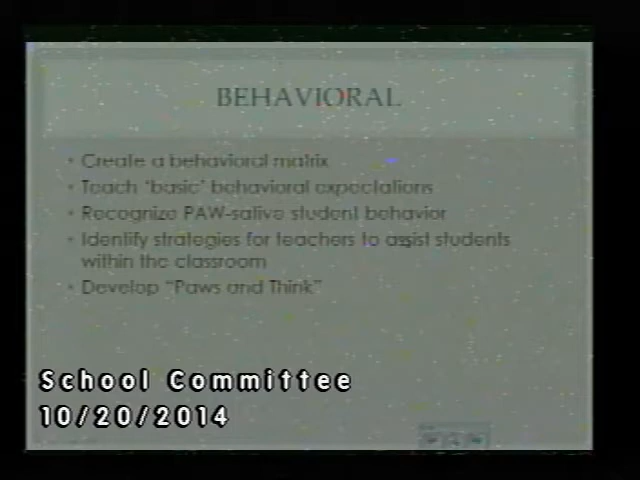 BEHAVIORAL
• Create a behavioral matrix
• Teach 'basic' behavioral expectations
• Recognize PAW-sative student behavior
• Identify strategies for teachers to assist students
within the classroom
• Develop "Paws and Think"
School Committee
10/20/2014